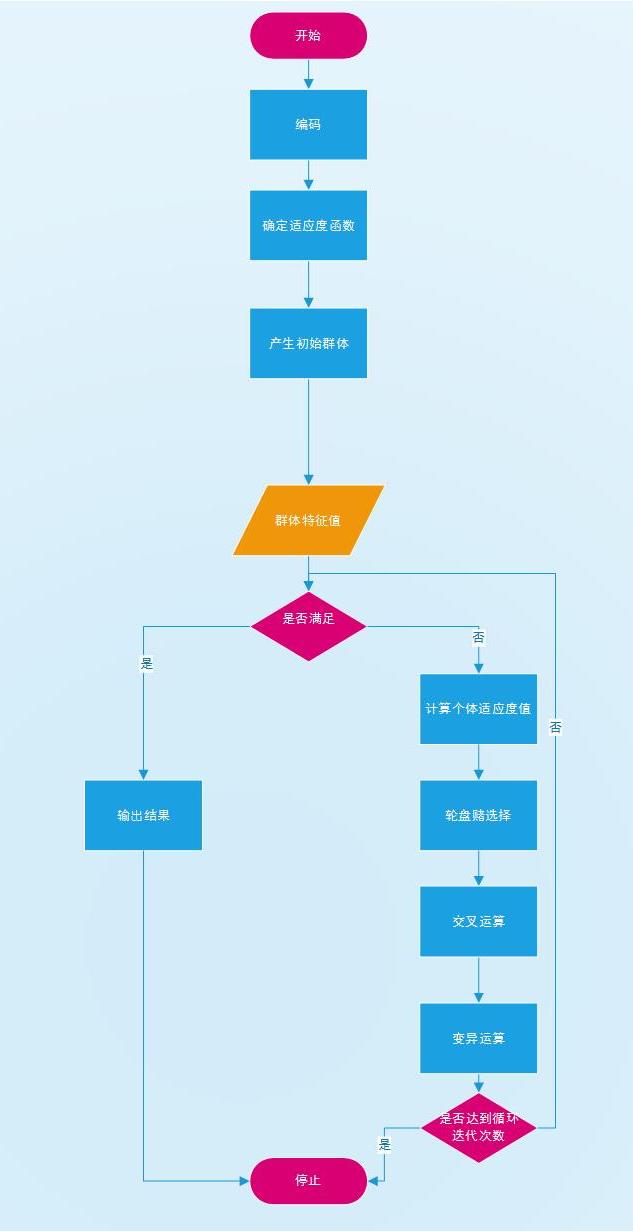 开始
编码
确定适应度函数
产生初始群体
群体特征值
是否满足
否
是
计算个体适应度值
否
输出结果
轮盘赌选择
交叉运算
变异运算
是否达到循环
迭代次数
是
停止